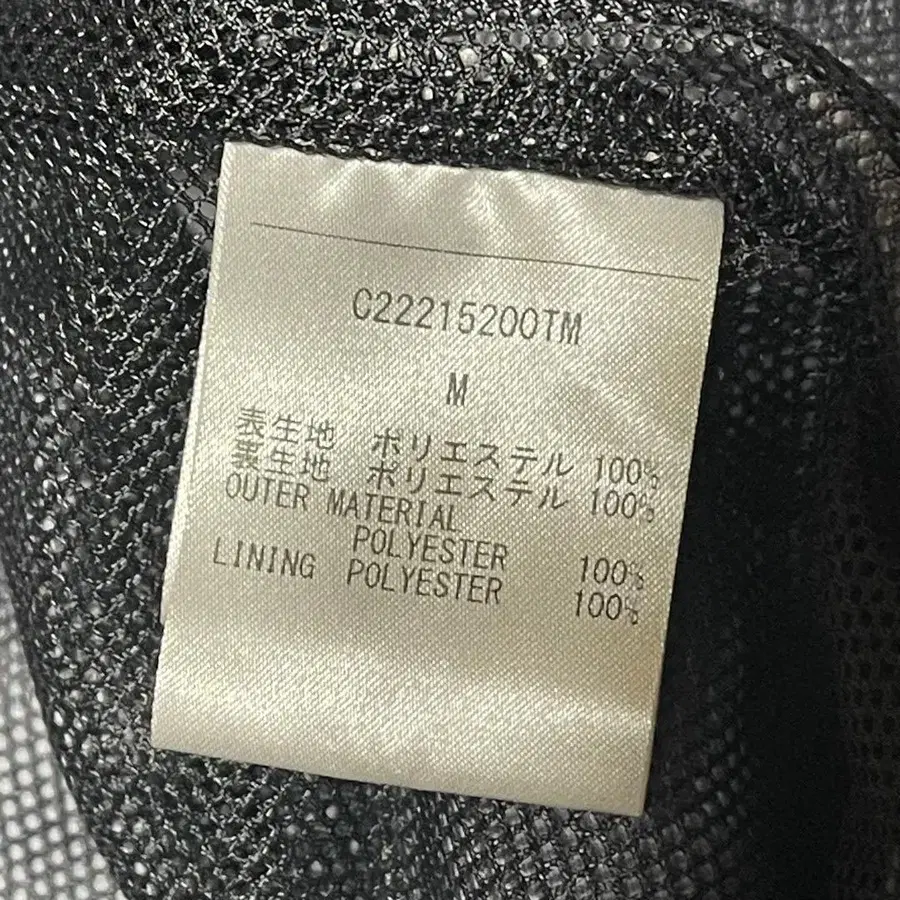 C22215200TM
M
表生地 ポリエステル 100%
裏生地 ポリエステル 100%
OUTER MATERIAL
POLYESTER 100%
LINING POLYESTER 100%